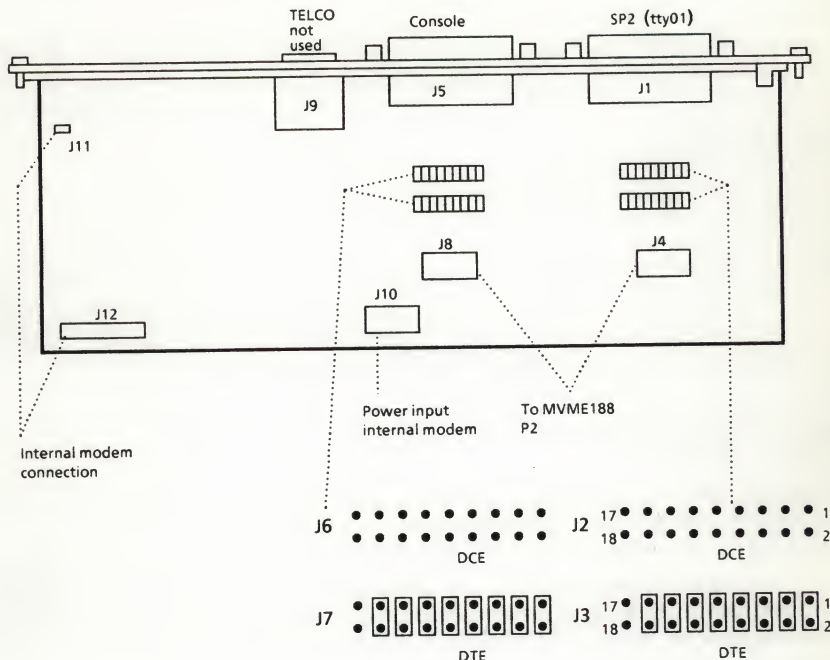 TELCO
not
used
Console
SP2 (tty01)
J9
J5
J1
J11
J8
J4
J12
J10
Power input
internal modem
To MVME188
P2
Internal modem
connection
J6
DCE
J2
17
1
18
2
DCE
J7
DTE
J3
17
1
18
2
DTE